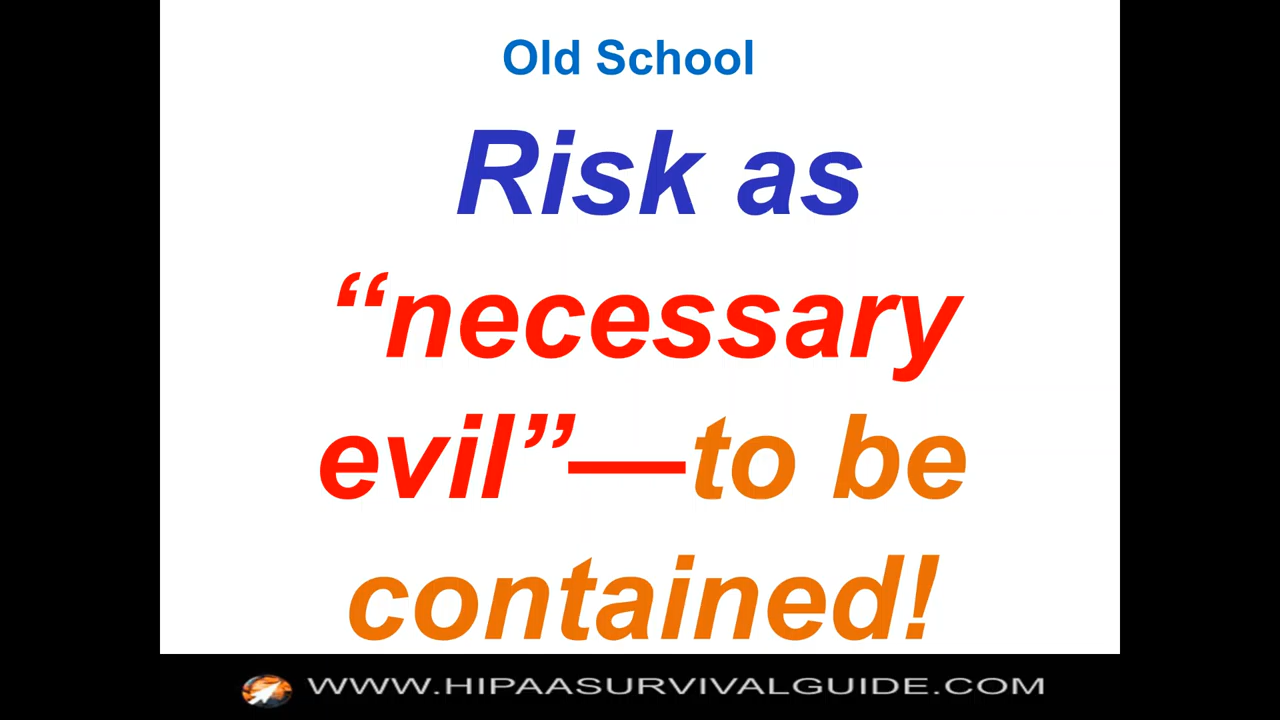 Old School
Risk as
“necessary
evil”—to be
contained!
WWW.HIPAASURVIVALGUIDE.COM